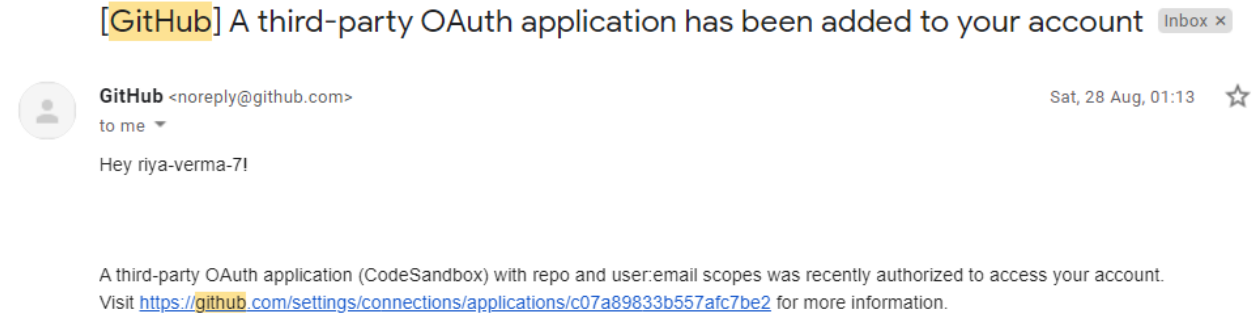 [GitHub] A third-party OAuth application has been added to your account Inbox ×
GitHub <noreply@github.com> Sat, 28 Aug, 01:13
to me
Hey riya-verma-7!
A third-party OAuth application (CodeSandbox) with repo and user:email scopes was recently authorized to access your account.
Visit https://github.com/settings/connections/applications/c07a89833b557afc7be2 for more information.